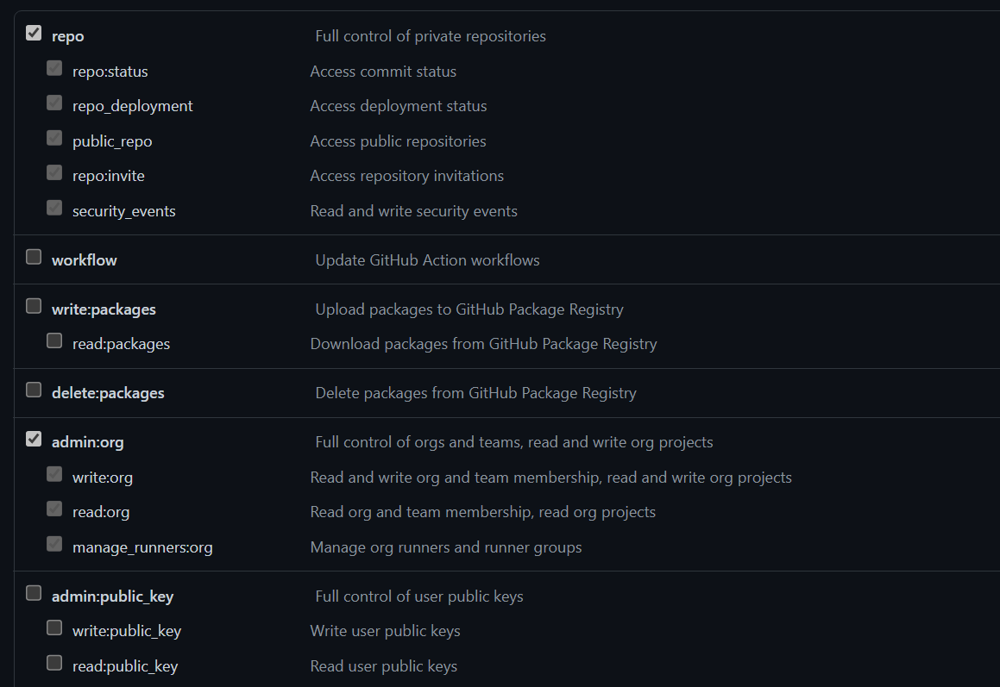 repo Full control of private repositories
repo:status Access commit status
repo_deployment Access deployment status
public_repo Access public repositories
repo:invite Access repository invitations
security_events Read and write security events
workflow Update GitHub Action workflows
write:packages Upload packages to GitHub Package Registry
read:packages Download packages from GitHub Package Registry
delete:packages Delete packages from GitHub Package Registry
admin:org Full control of orgs and teams, read and write org projects
write:org Read and write org and team membership, read and write org projects
read:org Read org and team membership, read org projects
manage_runners:org Manage org runners and runner groups
admin:public_key Full control of user public keys
write:public_key Write user public keys
read:public_key Read user public keys